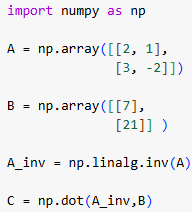 import numpy as np
A = np.array([[2, 1],
[3, -2]])
B = np.array([[7],
[21]] )
A_inv = np.linalg.inv(A)
C = np.dot(A_inv,B)